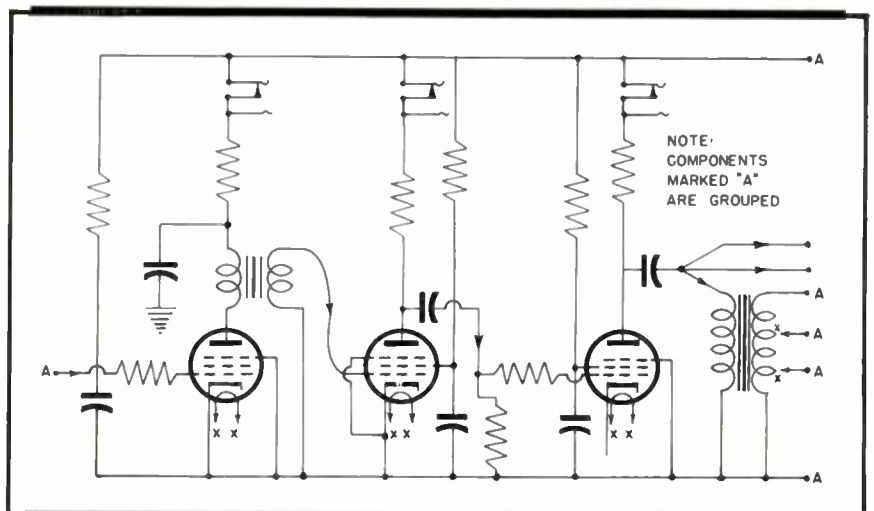 A
NOTE:
COMPONENTS
MARKED "A"
ARE GROUPED
A
x
A
A
x
A
x x
x x
x x
A